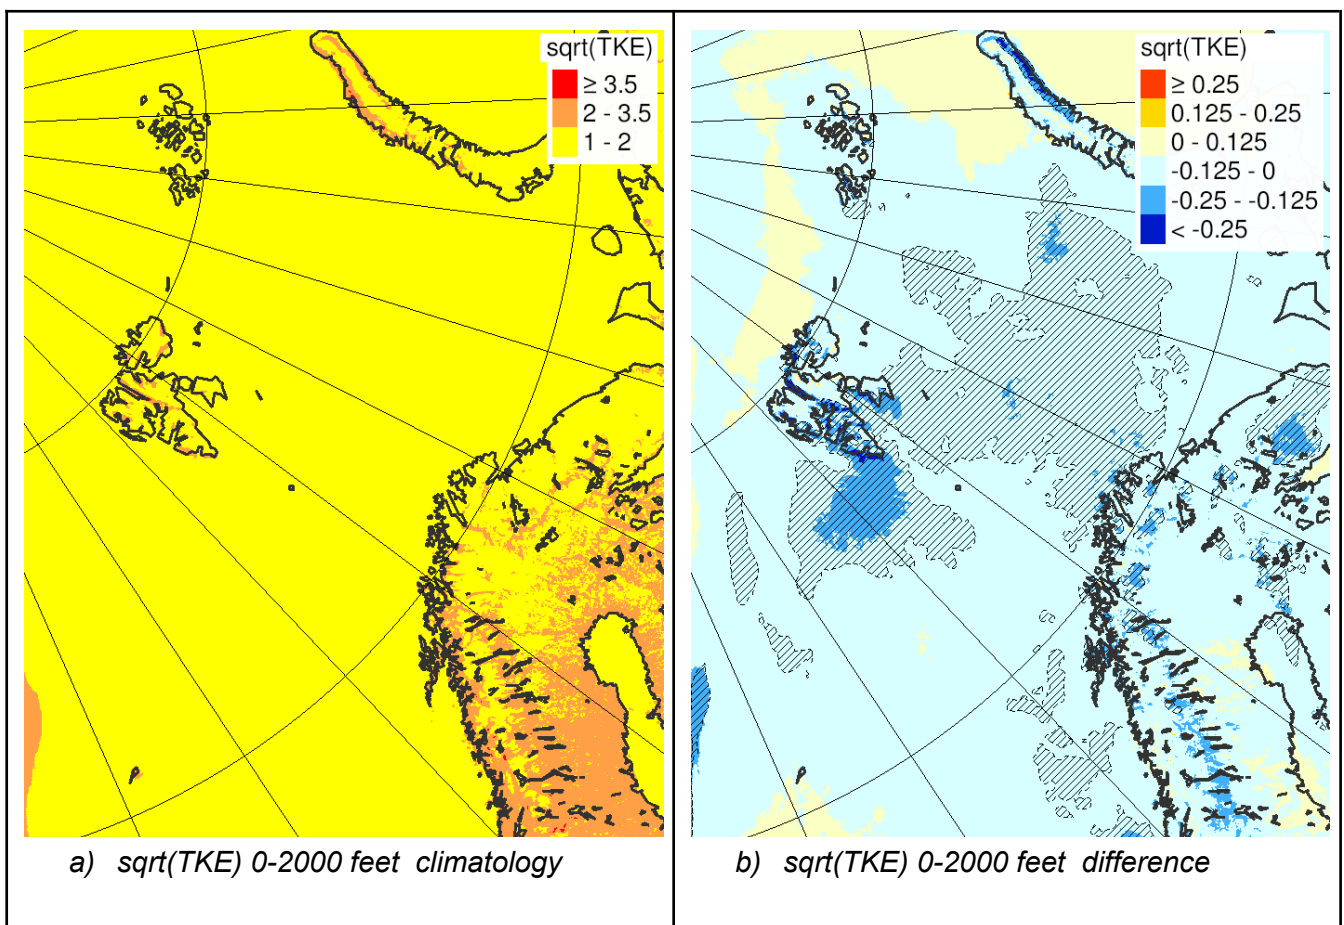 sqrt(TKE)
≥ 3.5
2 - 3.5
1 - 2
a) sqrt(TKE) 0-2000 feet climatology
sqrt(TKE)
≥ 0.25
0.125 - 0.25
0 - 0.125
-0.125 - 0
-0.25 - -0.125
< -0.25
b) sqrt(TKE) 0-2000 feet difference